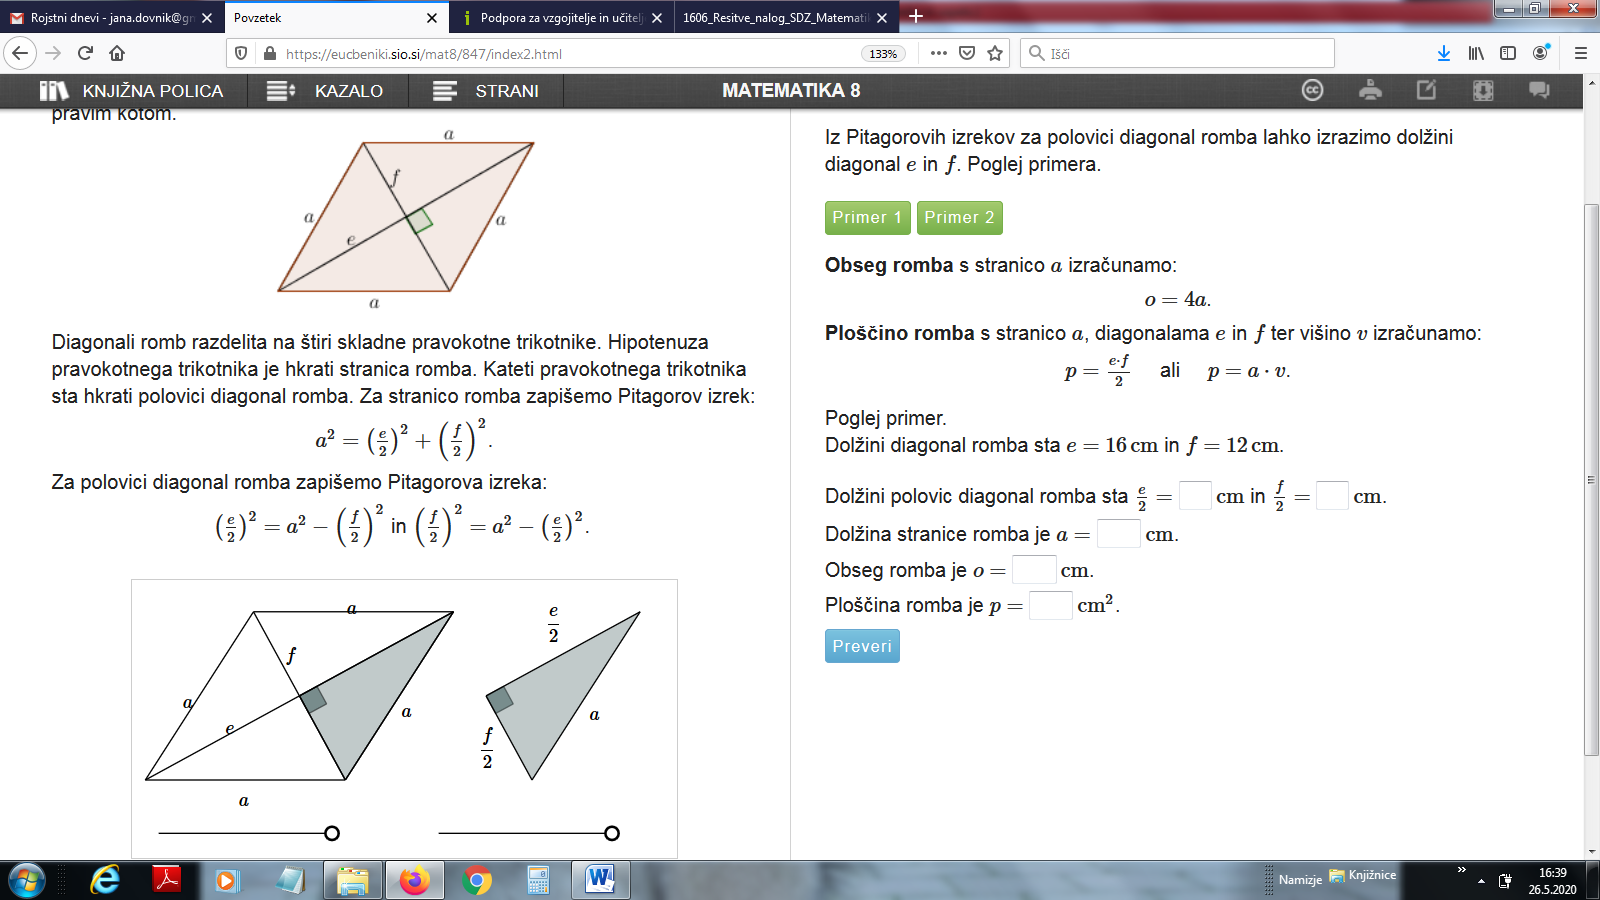 Rojstni dnevi - jana.dovnik@gm
Povzetek
Podpora za vzgojitelje in učitelje
1606_Resitve_nalog_SDZ_Matemati
https://eucbeniki.sio.si/mat8/847/index2.html
133%
Išči
KNJIŽNA POLICA
KAZALO
STRANI
MATEMATIKA 8
pravim kotom.
a
f
a
a
e
a
Diagonali romb razdelita na štiri skladne pravokotne trikotnike. Hipotenuza
pravokotnega trikotnika je hkrati stranica romba. Kateti pravokotnega trikotnika
sta hkrati polovici diagonal romba. Za stranico romba zapišemo Pitagorov izrek:
a² = (e/2)² + (f/2)².
Za polovici diagonal romba zapišemo Pitagorova izreka:
(e/2)² = a² − (f/2)² in (f/2)² = a² − (e/2)².
a
f
a
a
e
a
e/2
a
f/2
Iz Pitagorovih izrekov za polovici diagonal romba lahko izrazimo dolžini
diagonal e in f. Poglej primera.
Primer 1
Primer 2
Obseg romba s stranico a izračunamo:
o = 4a.
Ploščino romba s stranico a, diagonalama e in f ter višino v izračunamo:
p = e·f/2 ali p = a · v.
Poglej primer.
Dolžini diagonal romba sta e = 16 cm in f = 12 cm.
Dolžini polovic diagonal romba sta e/2 = cm in f/2 = cm.
Dolžina stranice romba je a = cm.
Obseg romba je o = cm.
Ploščina romba je p = cm².
Preveri
Namizje
Knjižnice
16:39
26.5.2020